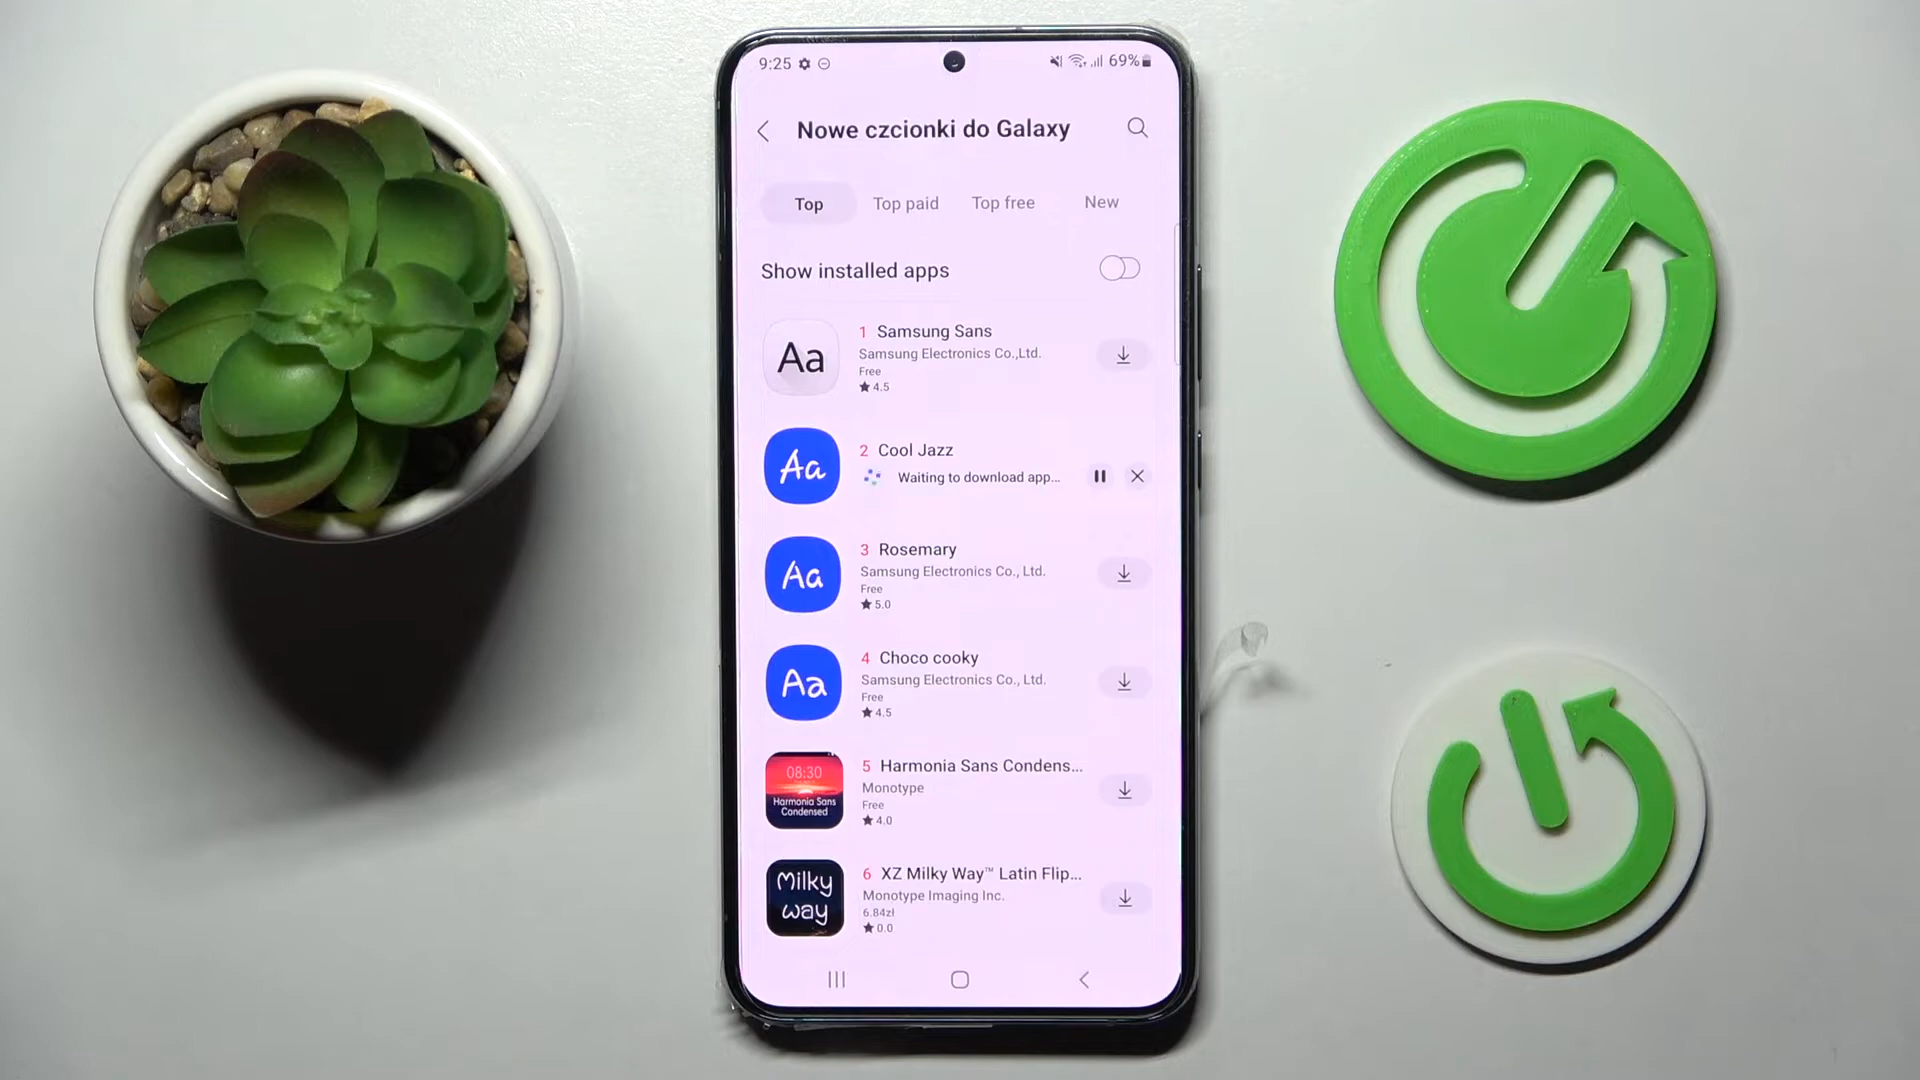 9:25 69%
Nowe czcionki do Galaxy
Top Top paid Top free New
Show installed apps
Aa
1 Samsung Sans
Samsung Electronics Co.,Ltd.
Free
★ 4.5
Aa
2 Cool Jazz
Waiting to download app...
Aa
3 Rosemary
Samsung Electronics Co., Ltd.
Free
★ 5.0
Aa
4 Choco cooky
Samsung Electronics Co., Ltd.
Free
★ 4.5
08:30
Harmonia Sans
Condensed
5 Harmonia Sans Condens...
Monotype
Free
★ 4.0
Milky
way
6 XZ Milky Way™ Latin Flip...
Monotype Imaging Inc.
6.84zł
★ 0.0